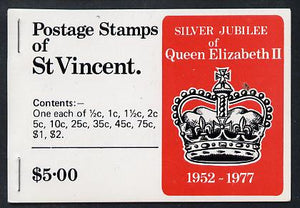 Postage Stamps
of
St Vincent.
Contents:–
One each of ½c, 1c, 1½c, 2c
5c, 10c, 25c, 35c, 45c, 75c,
$1, $2.
$5·00
SILVER JUBILEE
of
Queen Elizabeth II
1952 - 1977